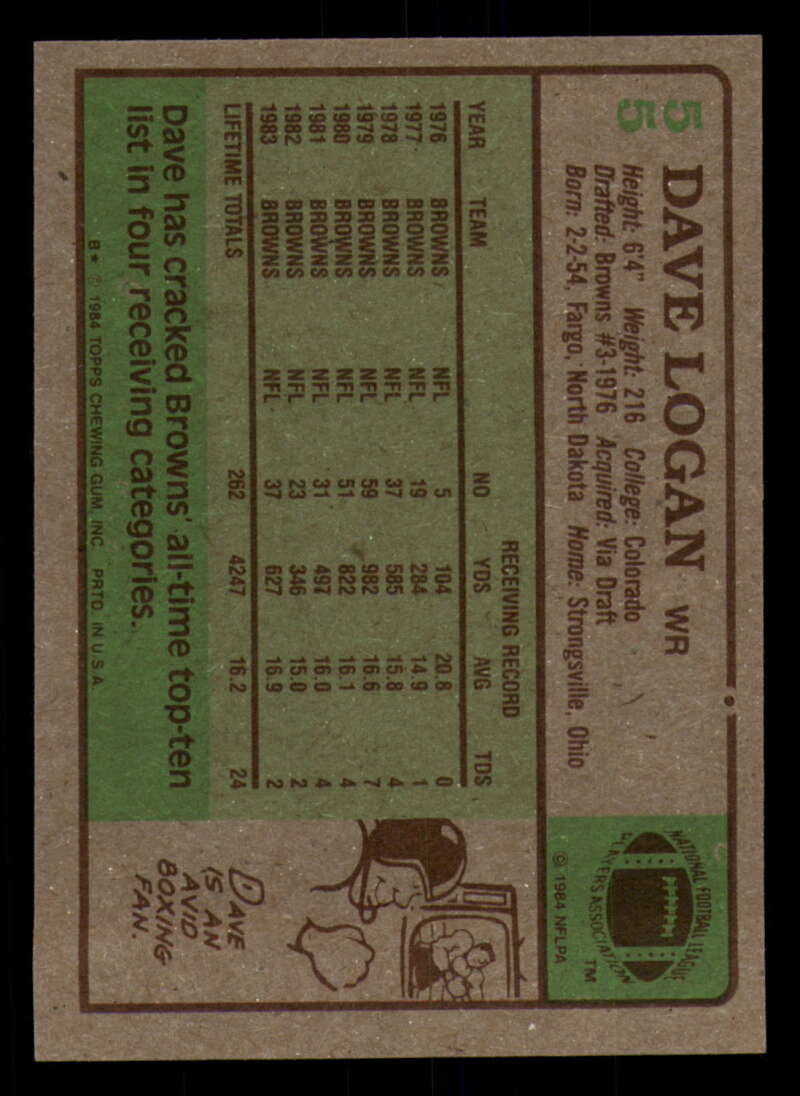 55
DAVE LOGAN WR
Height: 6'4" Weight: 216 College: Colorado
Drafted: Browns #3-1976 Acquired: Via Draft
Born: 2-2-54, Fargo, North Dakota Home: Strongsville, Ohio
NATIONAL FOOTBALL LEAGUE
PLAYERS ASSOCIATION
TM
© 1984 NFLPA
RECEIVING RECORD
YEAR TEAM NO YDS AVG TDS
1976 BROWNS NFL 5 104 20.8 0
1977 BROWNS NFL 19 284 14.9 1
1978 BROWNS NFL 37 585 15.8 4
1979 BROWNS NFL 59 982 16.6 7
1980 BROWNS NFL 51 822 16.1 4
1981 BROWNS NFL 31 497 16.0 4
1982 BROWNS NFL 23 346 15.0 2
1983 BROWNS NFL 37 627 16.9 2
LIFETIME TOTALS 262 4247 16.2 24
Dave has cracked Browns' all-time top-ten
list in four receiving categories.
DAVE
IS AN
AVID
BOXING
FAN.
B* © 1984 TOPPS CHEWING GUM, INC. PRTD. IN U.S.A.